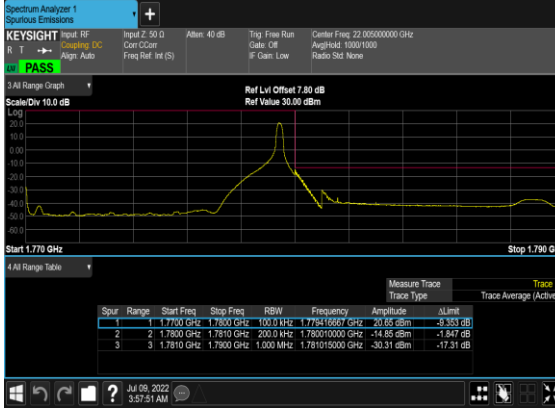 Spectrum Analyzer 1
Spurious Emissions
KEYSIGHT Input: RF Input Z: 50 Ω Atten: 40 dB Trig: Free Run Center Freq: 22.005000000 GHz
R T Coupling: DC Corr CCorr Gate: Off Avg|Hold: 1000/1000
Align: Auto Freq Ref: Int (S) IF Gain: Low Radio Std: None
PASS
3.All Range Graph
Ref Lvl Offset 7.80 dB
Scale/Div 10.0 dB Ref Value 30.00 dBm
Log
20.0
10.0
0.00
-10.0
-20.0
-30.0
-40.0
-50.0
-60.0
Start 1.770 GHz Stop 1.790 G
4.All Range Table
Measure Trace Trace
Trace Type Trace Average (Active
Spur Range Start Freq Stop Freq RBW Frequency Amplitude ΔLimit
1 1 1.7700 GHz 1.7800 GHz 100.0 kHz 1.779416667 GHz 20.65 dBm -9.353 dB
2 2 1.7800 GHz 1.7810 GHz 200.0 kHz 1.780010000 GHz -14.85 dBm -1.847 dB
3 3 1.7810 GHz 1.7900 GHz 1.000 MHz 1.781015000 GHz -30.31 dBm -17.31 dB
Jul 09, 2022
3:57:51 AM